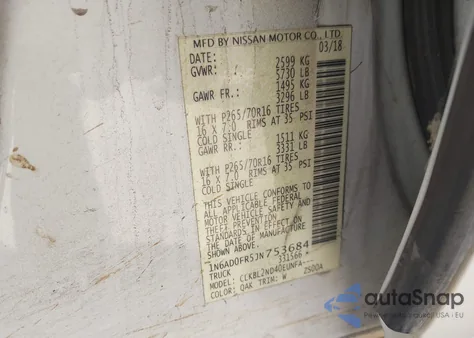 MFD BY NISSAN MOTOR CO., LTD.
DATE: 03/18
GVWR: 2599 KG
5730 LB
GAWR FR.: 1495 KG
3296 LB
WITH P265/70R16 TIRES
16 X 7.0 RIMS AT 35 PSI
COLD SINGLE
GAWR RR.: 1511 KG
3331 LB
WITH P265/70R16 TIRES
16 X 7.0 RIMS AT 35 PSI
COLD SINGLE
THIS VEHICLE CONFORMS TO
ALL APPLICABLE FEDERAL
MOTOR VEHICLE SAFETY AND
THEFT PREVENTION STANDARDS
IN EFFECT ON THE DATE OF
MANUFACTURE SHOWN ABOVE.
1N6AD0FR5JN753684
TRUCK 331566
MODEL: CCKBL2ND40EUNFA---
COLOR: QAK TRIM: W 2500A
autoSnap